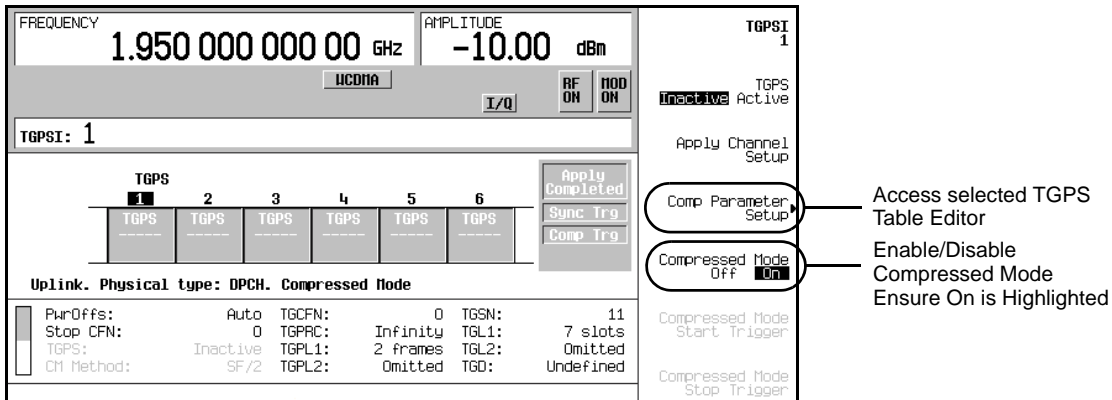 FREQUENCY
1.950 000 000 00 GHz
AMPLITUDE
-10.00 dBm
WCDMA
I/Q
RF ON
MOD ON
TGPSI: 1
TGPS
1 2 3 4 5 6
TGPS TGPS TGPS TGPS TGPS TGPS
----- ----- ----- ----- ----- -----
Apply Completed
Sync Trg
Comp Trg
Uplink. Physical type: DPCH. Compressed Mode
PwrOffs: Auto TGCFN: 0 TGSN: 11
Stop CFN: 0 TGPRC: Infinity TGL1: 7 slots
TGPS: Inactive TGPL1: 2 frames TGL2: Omitted
CM Method: SF/2 TGPL2: Omitted TGD: Undefined
TGPSI
1
TGPS
Inactive Active
Apply Channel
Setup
Comp Parameter
Setup
Compressed Mode
Off On
Compressed Mode
Start Trigger
Compressed Mode
Stop Trigger
Access selected TGPS
Table Editor
Enable/Disable
Compressed Mode
Ensure On is Highlighted